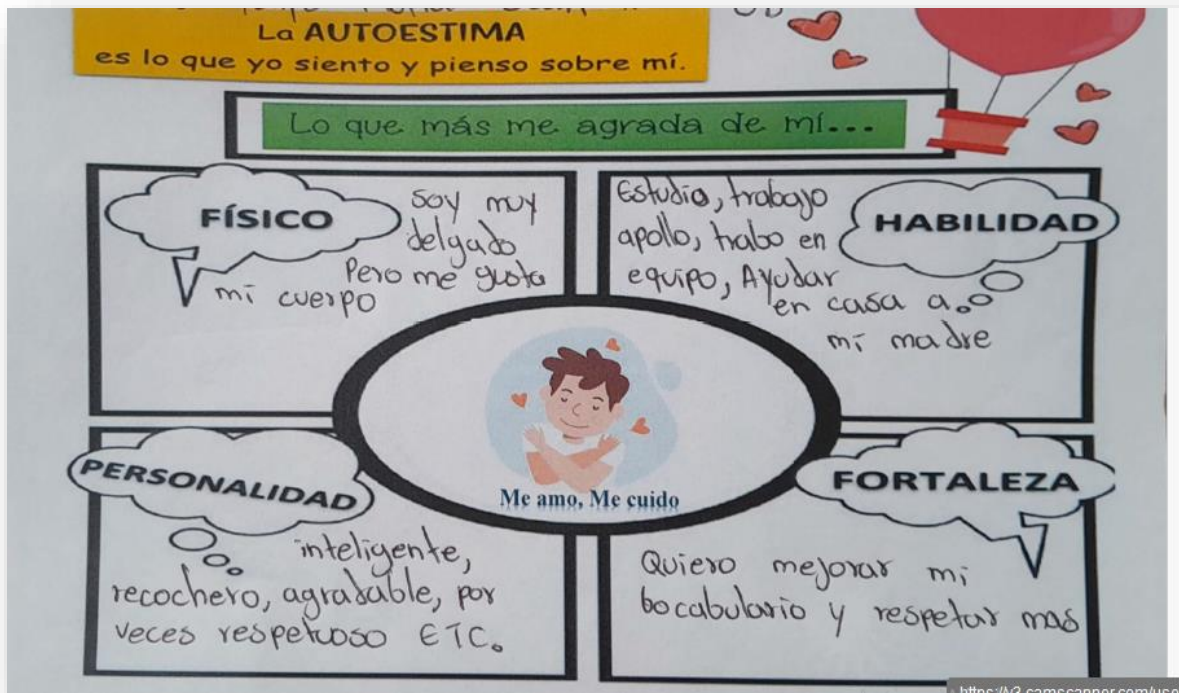 La AUTOESTIMA
es lo que yo siento y pienso sobre mí.
Lo que más me agrada de mí...
FÍSICO
soy muy
delgado
Pero me gusta
mi cuerpo
HABILIDAD
Estudio, trabajo
apollo, trabo en
equipo, Ayudar
en casa a
mi madre
Me amo, Me cuido
PERSONALIDAD
inteligente,
recochero, agradable, por
veces respetuoso ETC.
FORTALEZA
Quiero mejorar mi
bocabulario y respetar mas